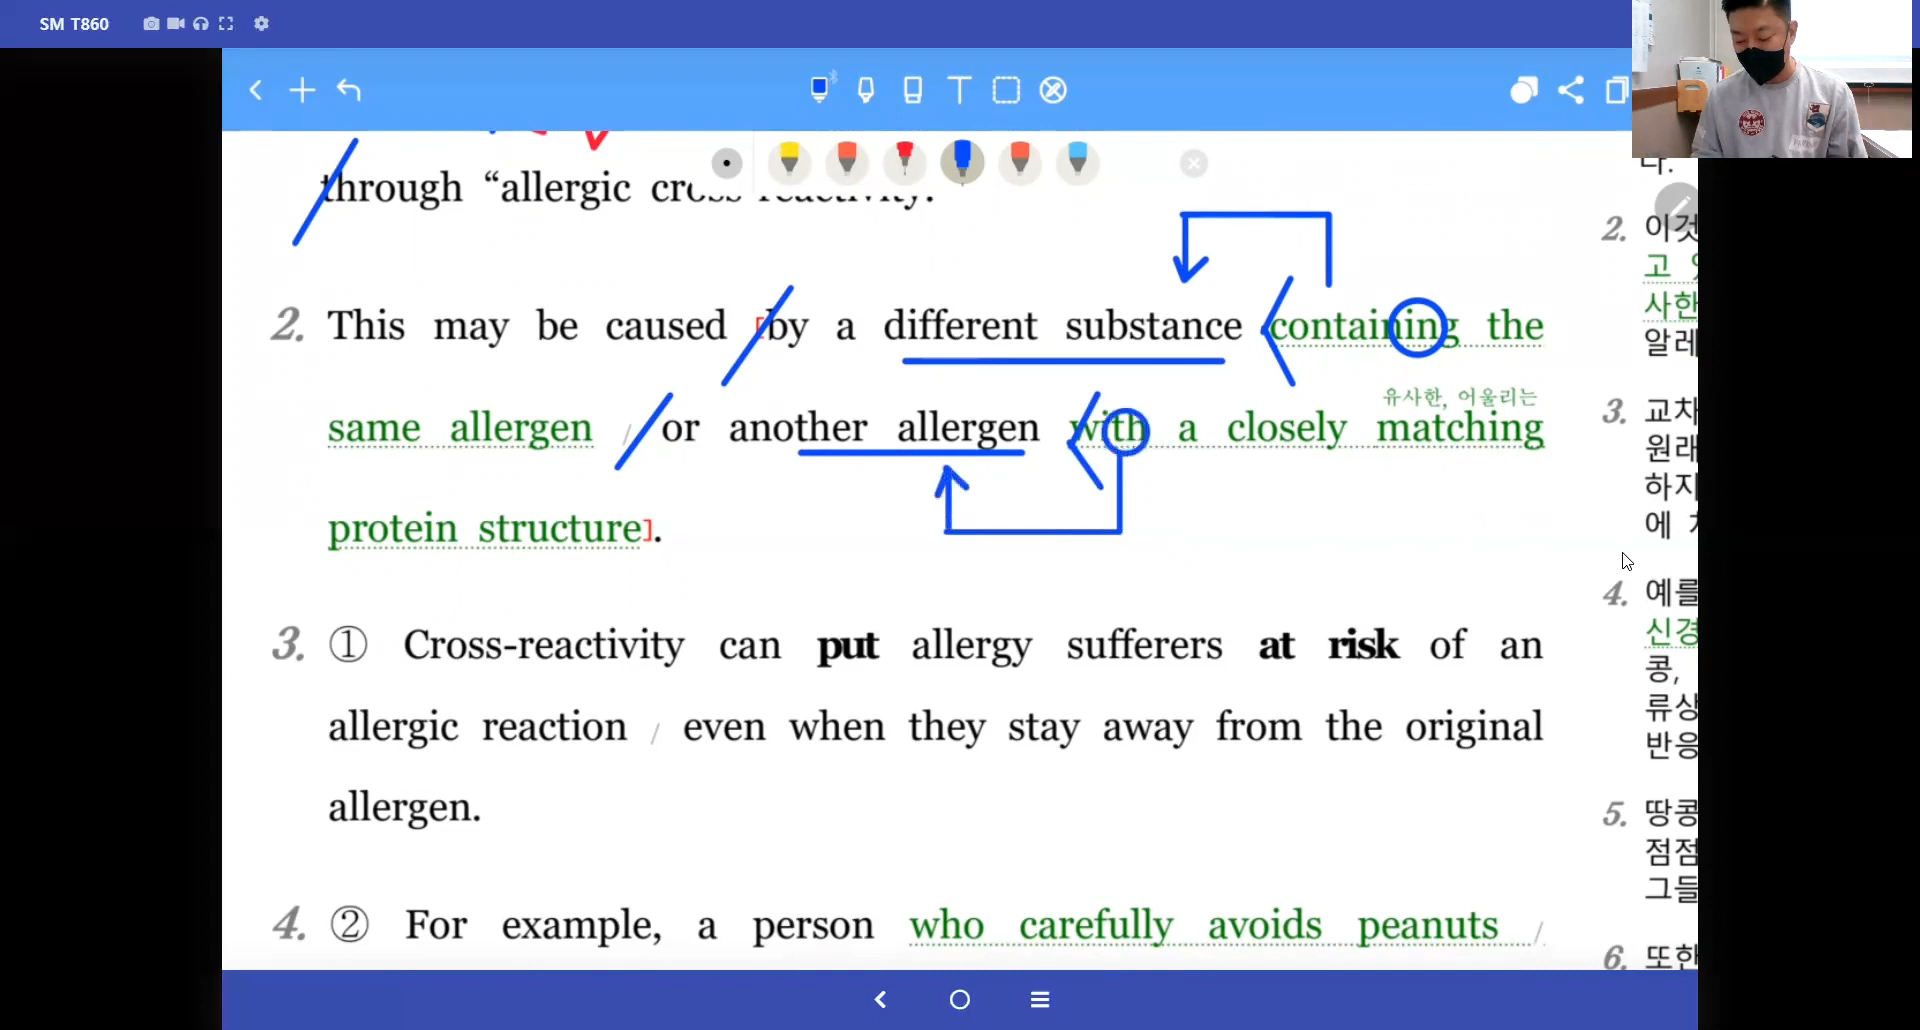 SM T860
through “allergic cross-reactivity.”
2. This may be caused [by a different substance containing the
same allergen / or another allergen with a closely matching
유사한, 어울리는
protein structure].
3. ① Cross-reactivity can put allergy sufferers at risk of an
allergic reaction / even when they stay away from the original
allergen.
4. ② For example, a person who carefully avoids peanuts /
다.
2. 이것
고
사한
알레
3. 교차
원래
하지
에
4. 예를
신경
콩,
류상
반응
5. 땅콩
점점
그들
6. 또한